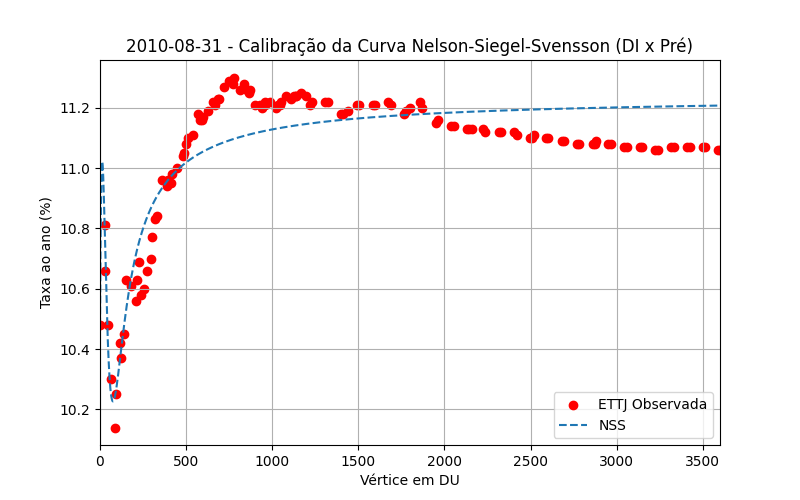 2010-08-31 - Calibração da Curva Nelson-Siegel-Svensson (DI x Pré)
Taxa ao ano (%)
11.2
11.0
10.8
10.6
10.4
10.2
ETTJ Observada
NSS
0 500 1000 1500 2000 2500 3000 3500
Vértice em DU